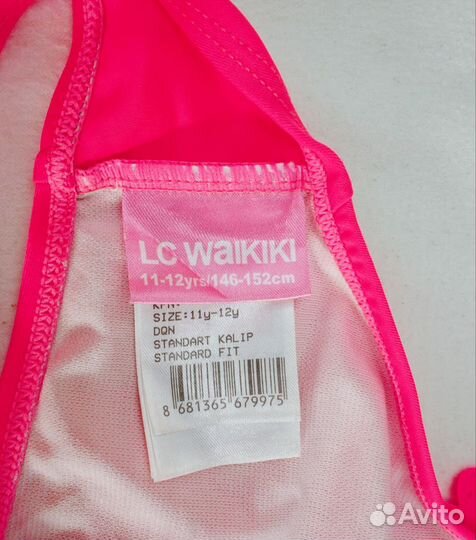 LC WAIKIKI
11-12yrs/146-152cm
SIZE:11y-12y
DQN
STANDART KALIP
STANDARD FIT
8 681365 679975
Avito